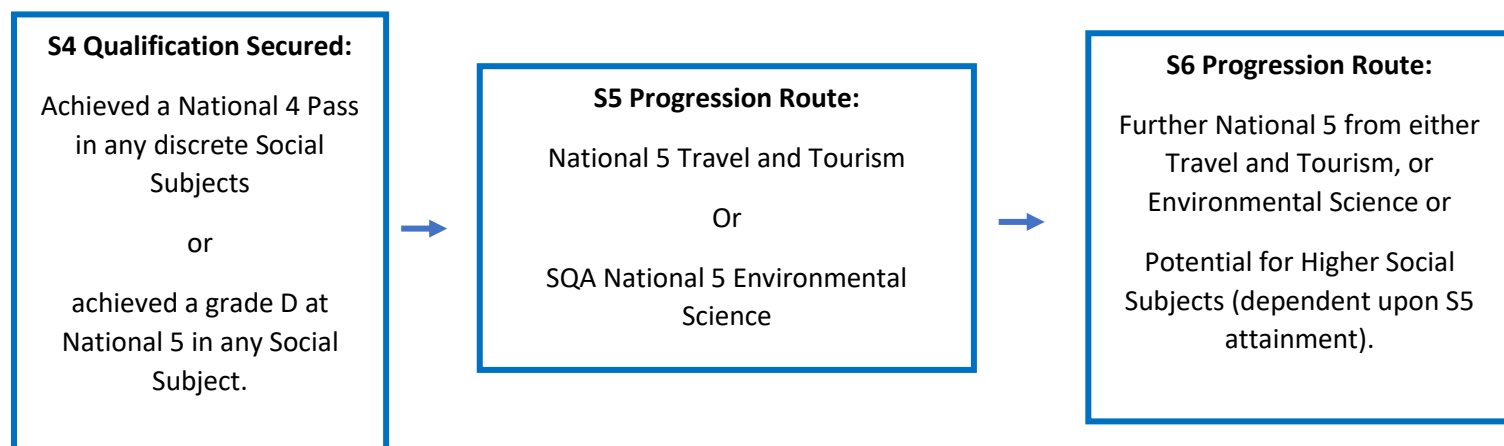 S4 Qualification Secured:
Achieved a National 4 Pass
in any discrete Social
Subjects
or
achieved a grade D at
National 5 in any Social
Subject.
S5 Progression Route:
National 5 Travel and Tourism
Or
SQA National 5 Environmental
Science
S6 Progression Route:
Further National 5 from either
Travel and Tourism, or
Environmental Science or
Potential for Higher Social
Subjects (dependent upon S5
attainment).